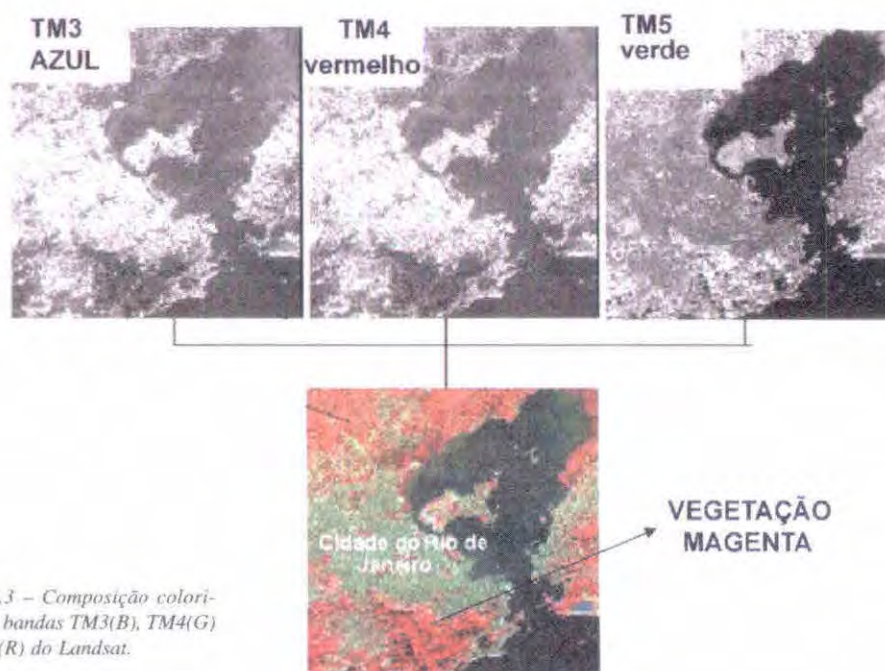 TM3
AZUL
TM4
vermelho
TM5
verde
Cidade do Rio de
Janeiro
VEGETAÇÃO
MAGENTA
.3 – Composição colori-
bandas TM3(B), TM4(G)
(R) do Landsat.